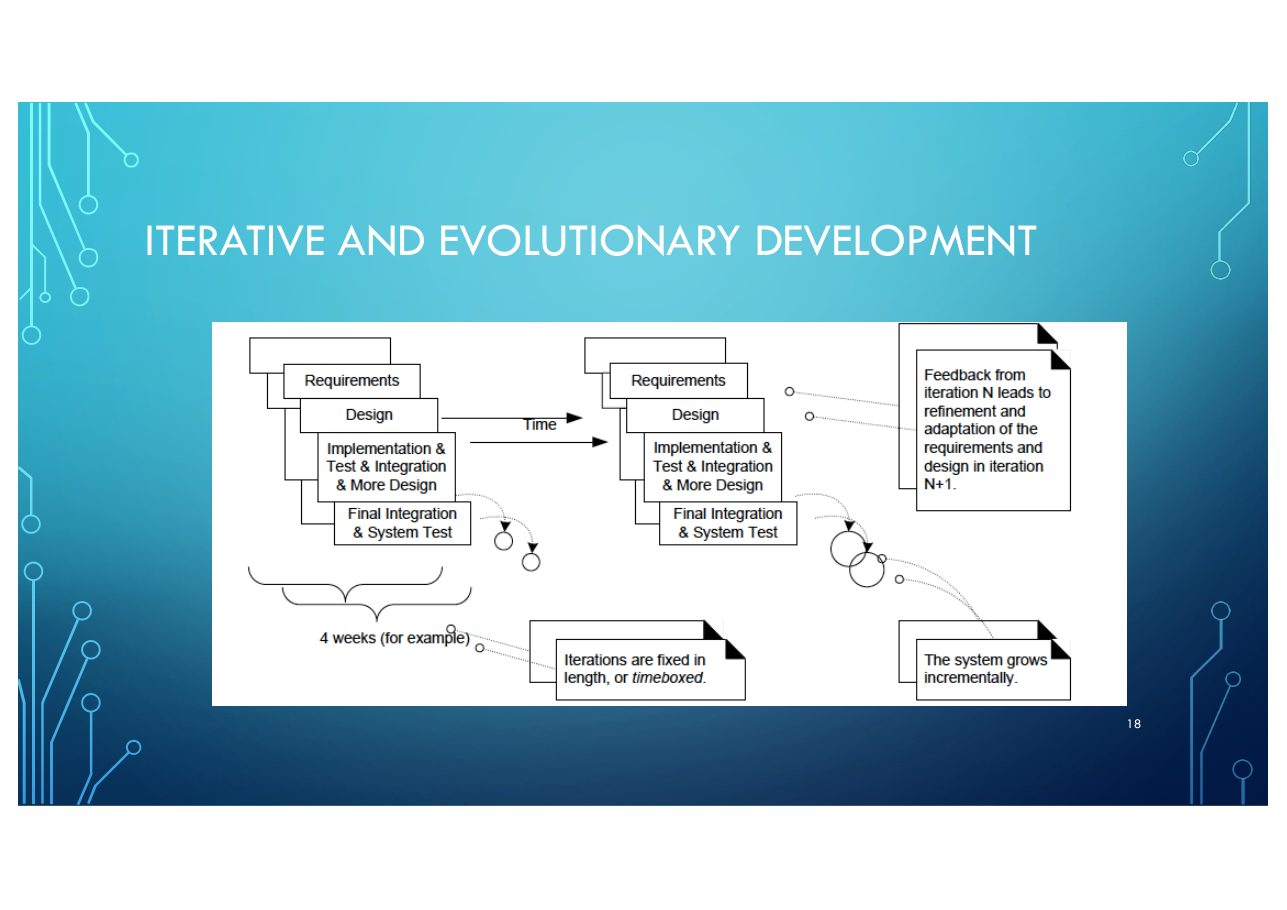 ITERATIVE AND EVOLUTIONARY DEVELOPMENT
Requirements
Design
Implementation &
Test & Integration
& More Design
Final Integration
& System Test
Time
Requirements
Design
Implementation &
Test & Integration
& More Design
Final Integration
& System Test
Feedback from
iteration N leads to
refinement and
adaptation of the
requirements and
design in iteration
N+1.
4 weeks (for example)
Iterations are fixed in
length, or timeboxed.
The system grows
incrementally.
18